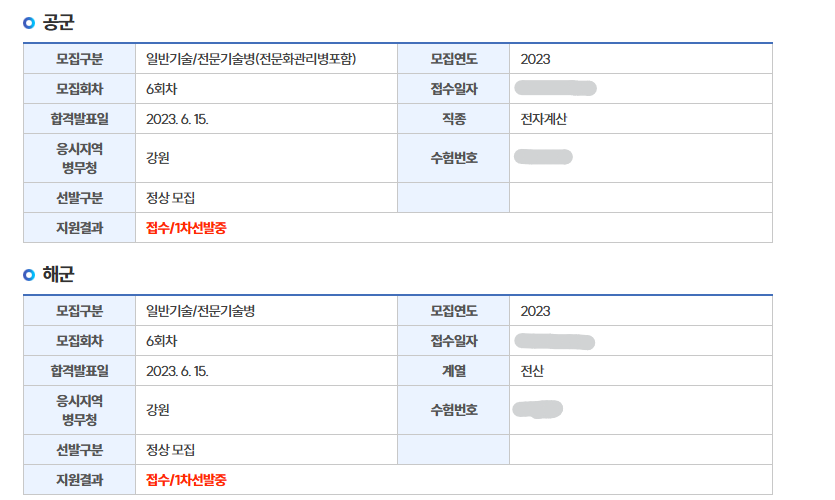 공군
모집구분 일반기술/전문기술병(전문화관리병포함) 모집연도 2023
모집회차 6회차 접수일자
합격발표일 2023. 6. 15. 직종 전자계산
응시지역
병무청 강원 수험번호
선발구분 정상 모집
지원결과 접수/1차선발중
해군
모집구분 일반기술/전문기술병 모집연도 2023
모집회차 6회차 접수일자
합격발표일 2023. 6. 15. 계열 전산
응시지역
병무청 강원 수험번호
선발구분 정상 모집
지원결과 접수/1차선발중